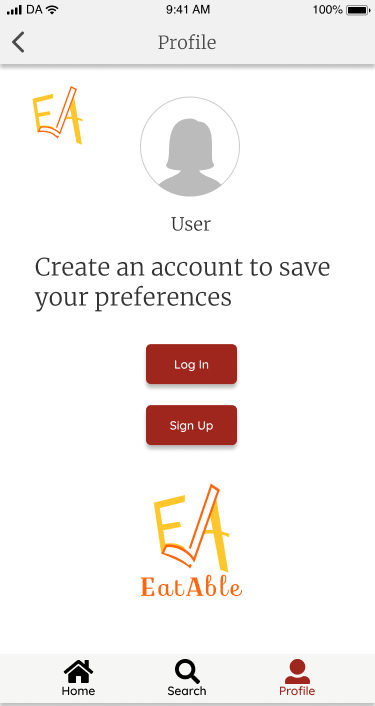 DA 9:41 AM 100%
Profile
EA
User
Create an account to save
your preferences
Log In
Sign Up
EA
EatAble
Home Search Profile